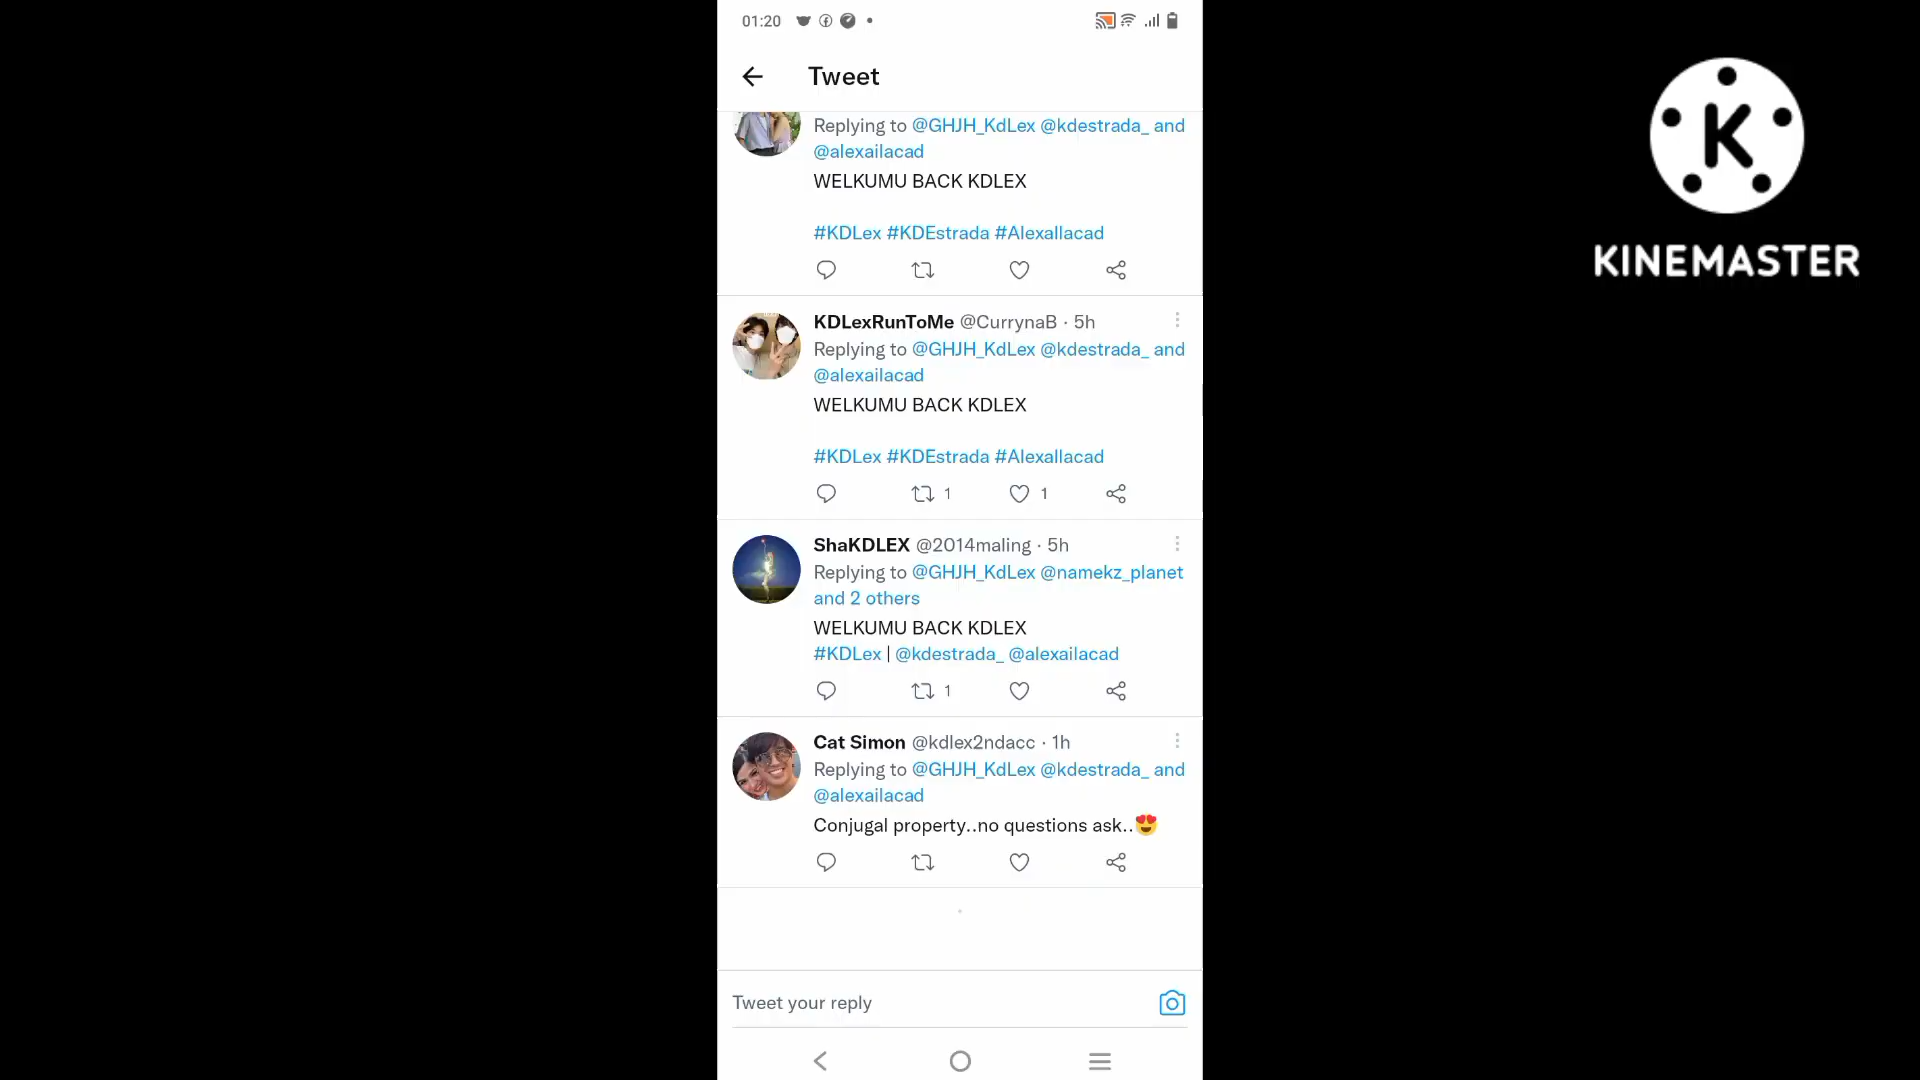 01:20
Tweet
KINEMASTER
Replying to @GHJH_KdLex @kdestrada_ and
@alexailacad
WELKUMU BACK KDLEX
#KDLex #KDEstrada #AlexaIlacad
KDLexRunToMe @CurrynaB · 5h
Replying to @GHJH_KdLex @kdestrada_ and
@alexailacad
WELKUMU BACK KDLEX
#KDLex #KDEstrada #AlexaIlacad
1 1
ShaKDLEX @2014maling · 5h
Replying to @GHJH_KdLex @namekz_planet
and 2 others
WELKUMU BACK KDLEX
#KDLex | @kdestrada_ @alexailacad
1
Cat Simon @kdlex2ndacc · 1h
Replying to @GHJH_KdLex @kdestrada_ and
@alexailacad
Conjugal property..no questions ask..😍
Tweet your reply